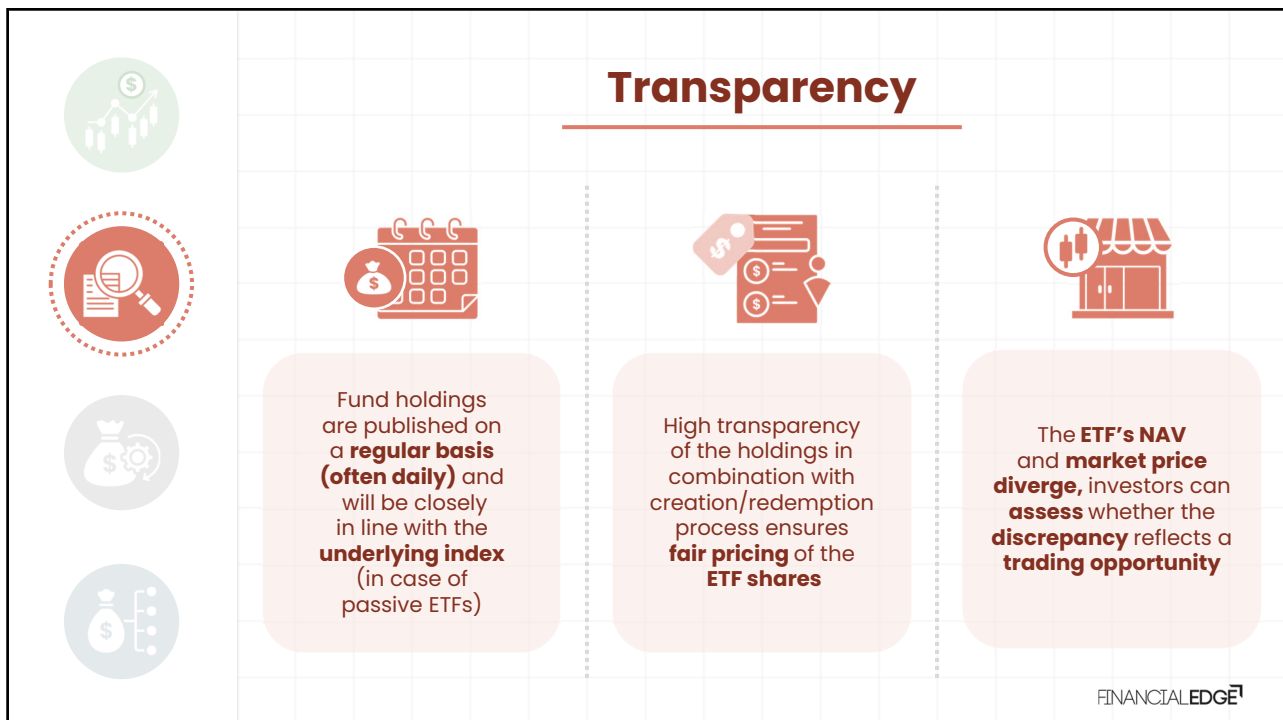 Transparency
Fund holdings
are published on
a regular basis
(often daily) and
will be closely
in line with the
underlying index
(in case of
passive ETFs)
High transparency
of the holdings in
combination with
creation/redemption
process ensures
fair pricing of the
ETF shares
The ETF’s NAV
and market price
diverge, investors can
assess whether the
discrepancy reflects a
trading opportunity
FINANCIALEDGE